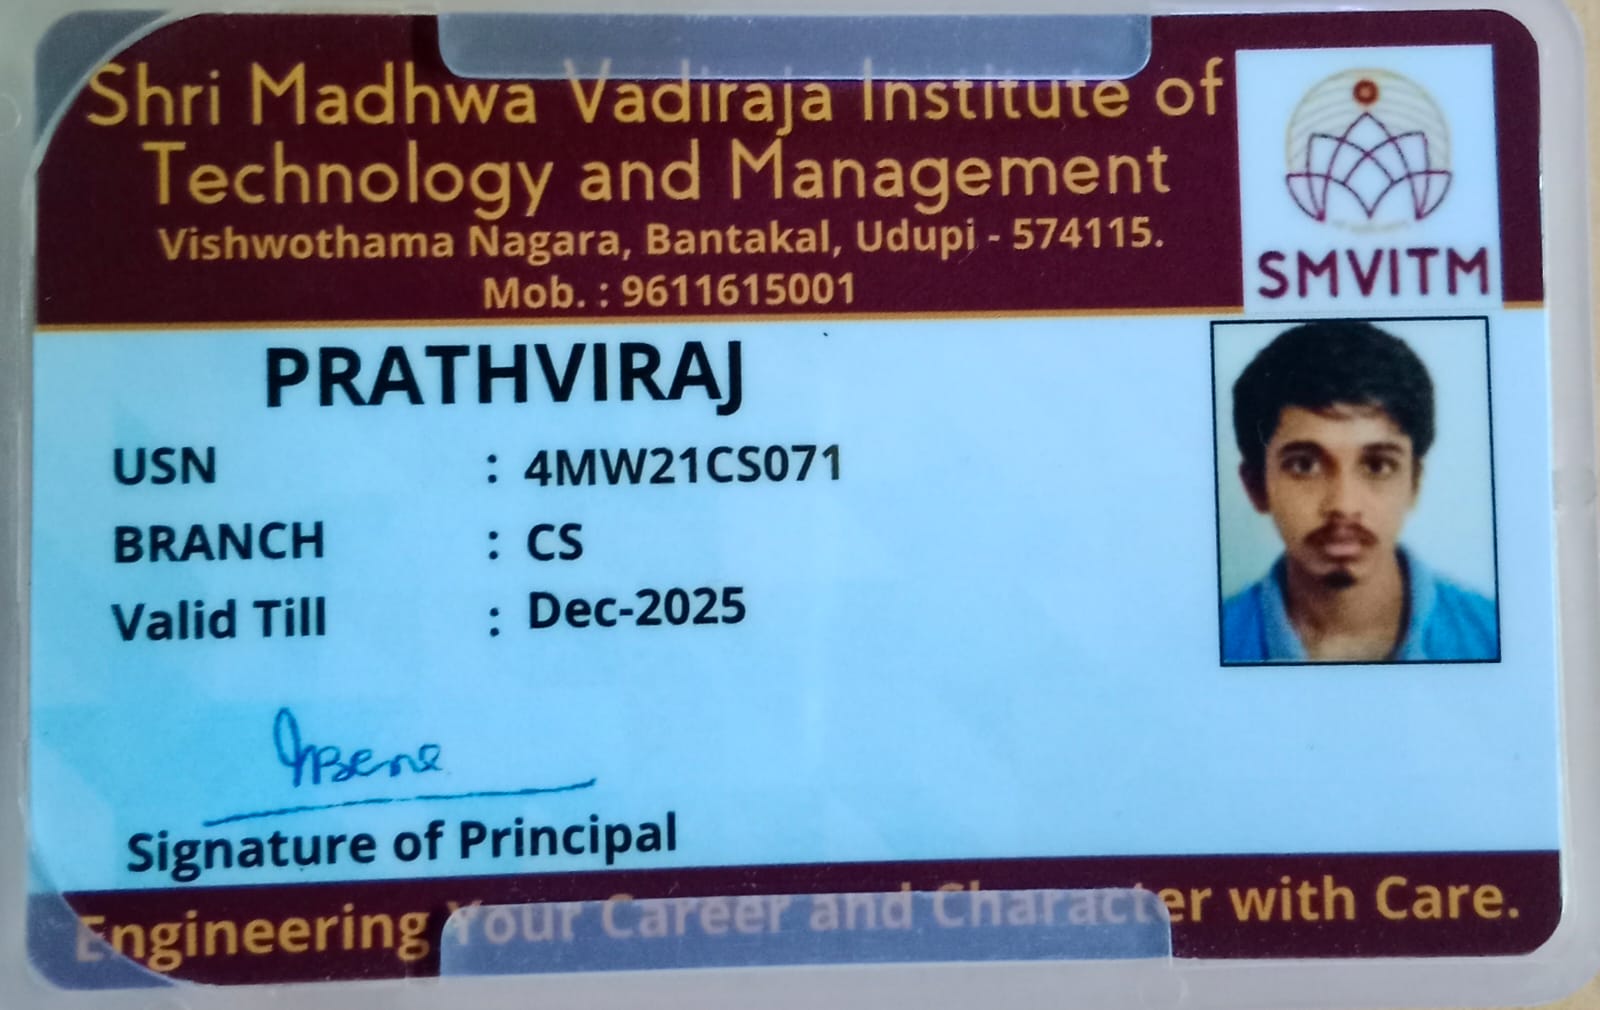 Shri Madhwa Vadiraja Institute of
Technology and Management
Vishwothama Nagara, Bantakal, Udupi - 574115.
Mob. : 9611615001
SMVITM
PRATHVIRAJ
USN : 4MW21CS071
BRANCH : CS
Valid Till : Dec-2025
Signature of Principal
Engineering Your Career and Character with Care.